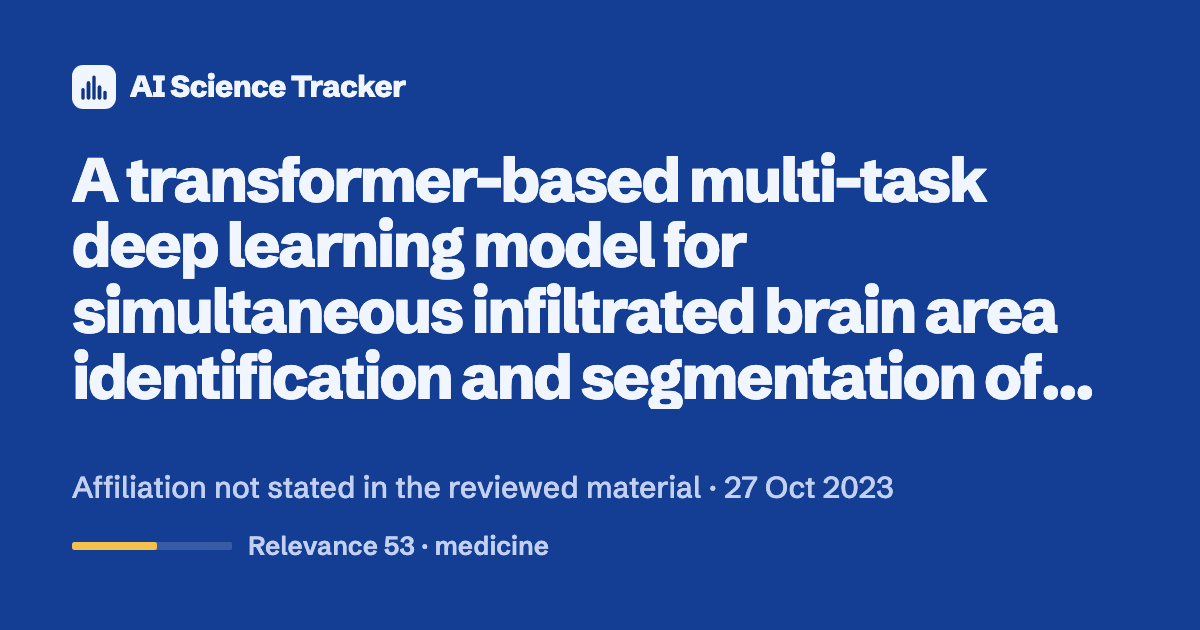 AI Science Tracker
A transformer-based multi-task
deep learning model for
simultaneous infiltrated brain area
identification and segmentation of...
Affiliation not stated in the reviewed material · 27 Oct 2023
Relevance 53 · medicine